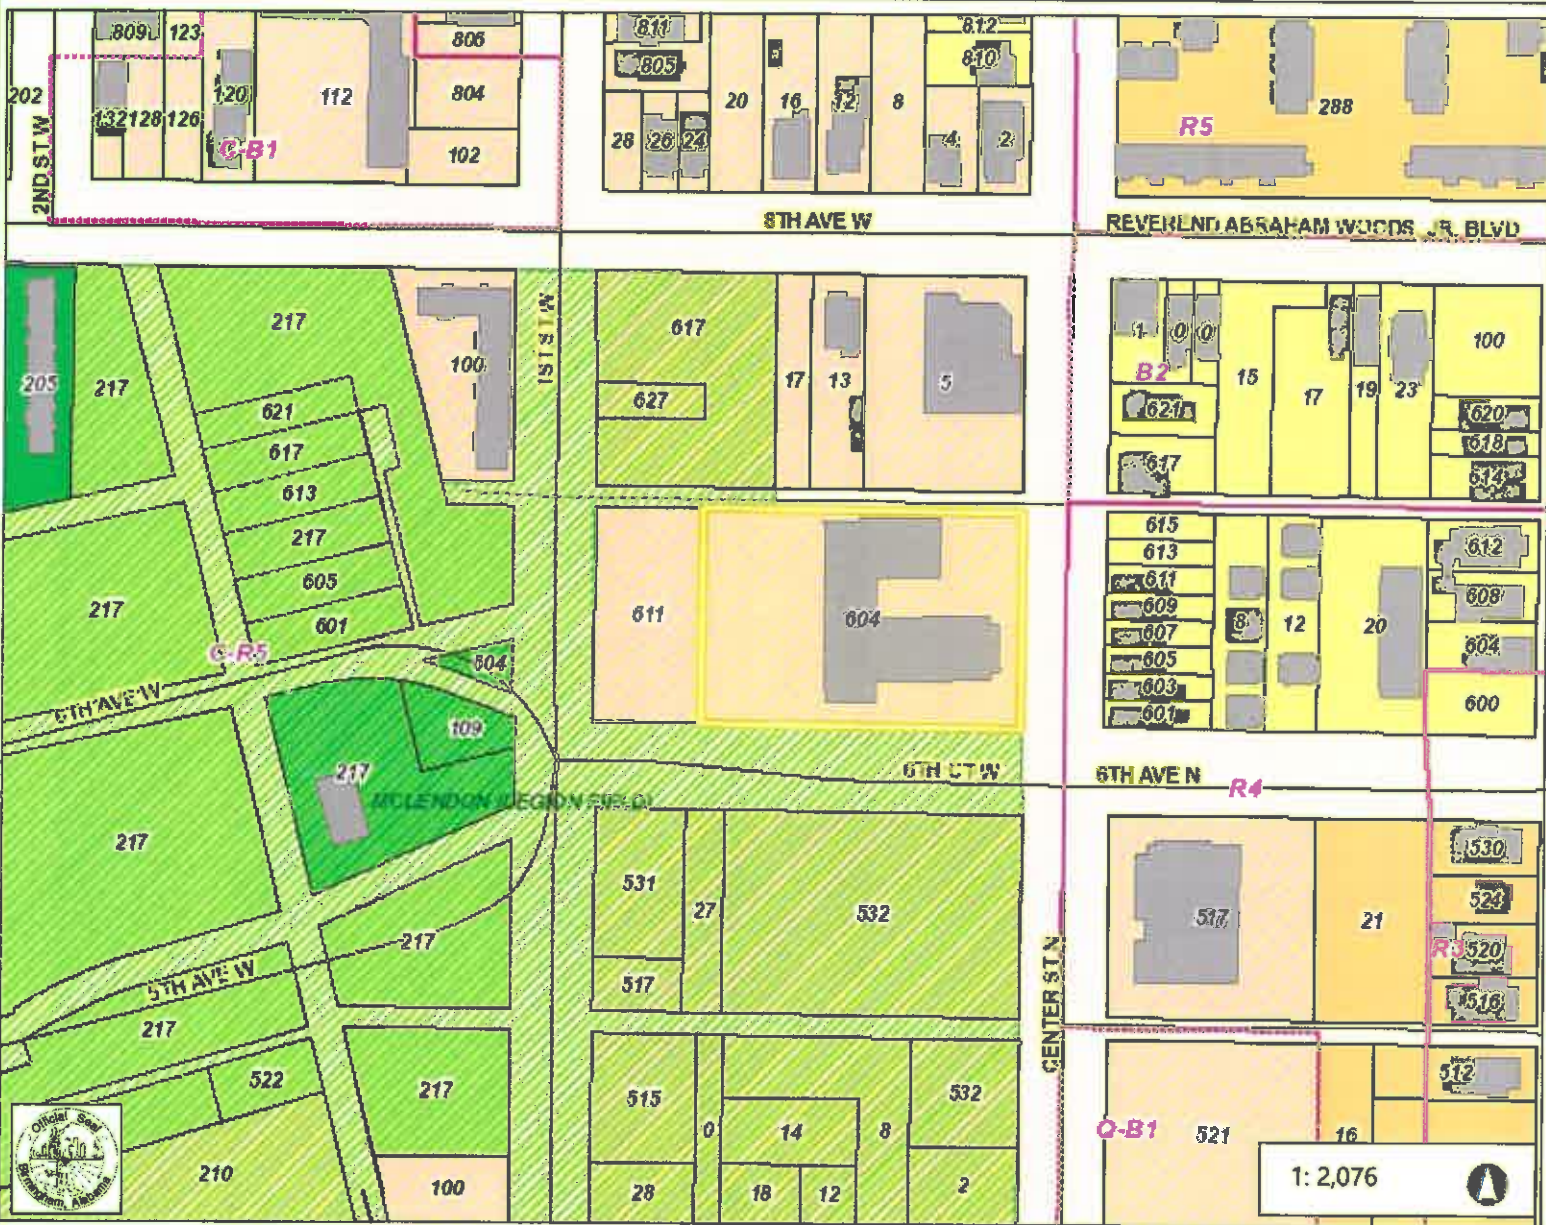 809 123 806 811 812
805 810
202 804 20 16 12 8 288
132 128 126 120 112 28 26 24 4 2 R5
C-B1 102
2ND ST W
8TH AVE W REVEREND ABRAHAM WOODS JR. BLVD
217 617 1 0 0 100
1ST ST W
205 217 100 17 13 5 B2 15 17 19 23
621 627 621 620
617 618
613 617 614
217 615 612
605 613
217 601 611 604 611 608
609 8 12 20
607
C-R5 604 605 604
6TH AVE W 603 600
109 601
217 6TH CT W 6TH AVE N
MCLENDON (LEGION FIELD) R4
217 530
531 27 532 517 21 524
217 R3 520
5TH AVE W 517 516
217 CENTER ST N
522 217 515 532 512
0 14 8 Q-B1 521 16
Official Seal
Birmingham, Alabama
210 100 28 18 12 2 1: 2,076